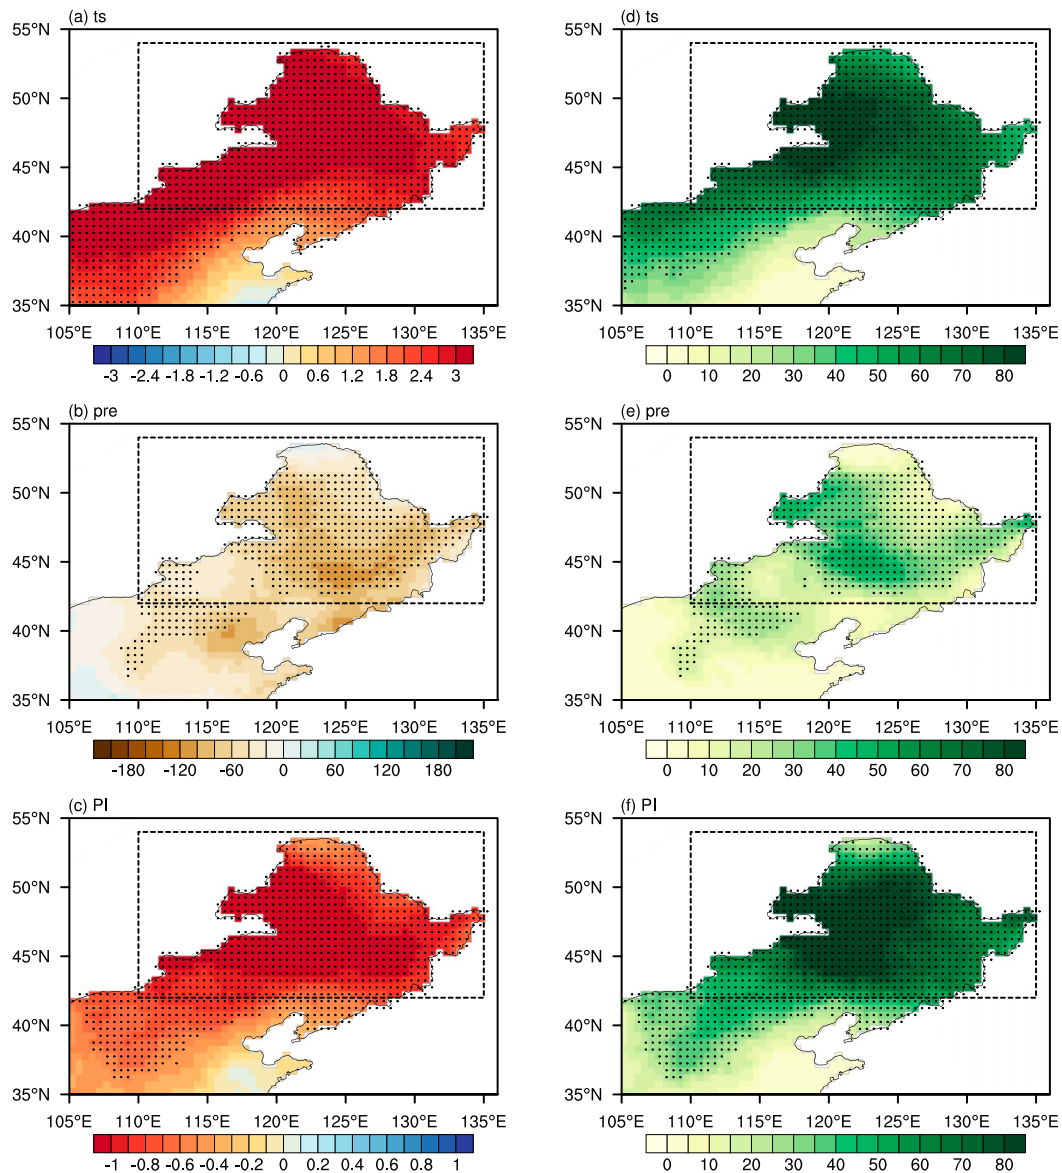 (a) ts
55°N
50°N
45°N
40°N
35°N
105°E 110°E 115°E 120°E 125°E 130°E 135°E
-3 -2.4 -1.8 -1.2 -0.6 0 0.6 1.2 1.8 2.4 3
(d) ts
55°N
50°N
45°N
40°N
35°N
105°E 110°E 115°E 120°E 125°E 130°E 135°E
0 10 20 30 40 50 60 70 80
(b) pre
55°N
50°N
45°N
40°N
35°N
105°E 110°E 115°E 120°E 125°E 130°E 135°E
-180 -120 -60 0 60 120 180
(e) pre
55°N
50°N
45°N
40°N
35°N
105°E 110°E 115°E 120°E 125°E 130°E 135°E
0 10 20 30 40 50 60 70 80
(c) PI
55°N
50°N
45°N
40°N
35°N
105°E 110°E 115°E 120°E 125°E 130°E 135°E
-1 -0.8 -0.6 -0.4 -0.2 0 0.2 0.4 0.6 0.8 1
(f) PI
55°N
50°N
45°N
40°N
35°N
105°E 110°E 115°E 120°E 125°E 130°E 135°E
0 10 20 30 40 50 60 70 80